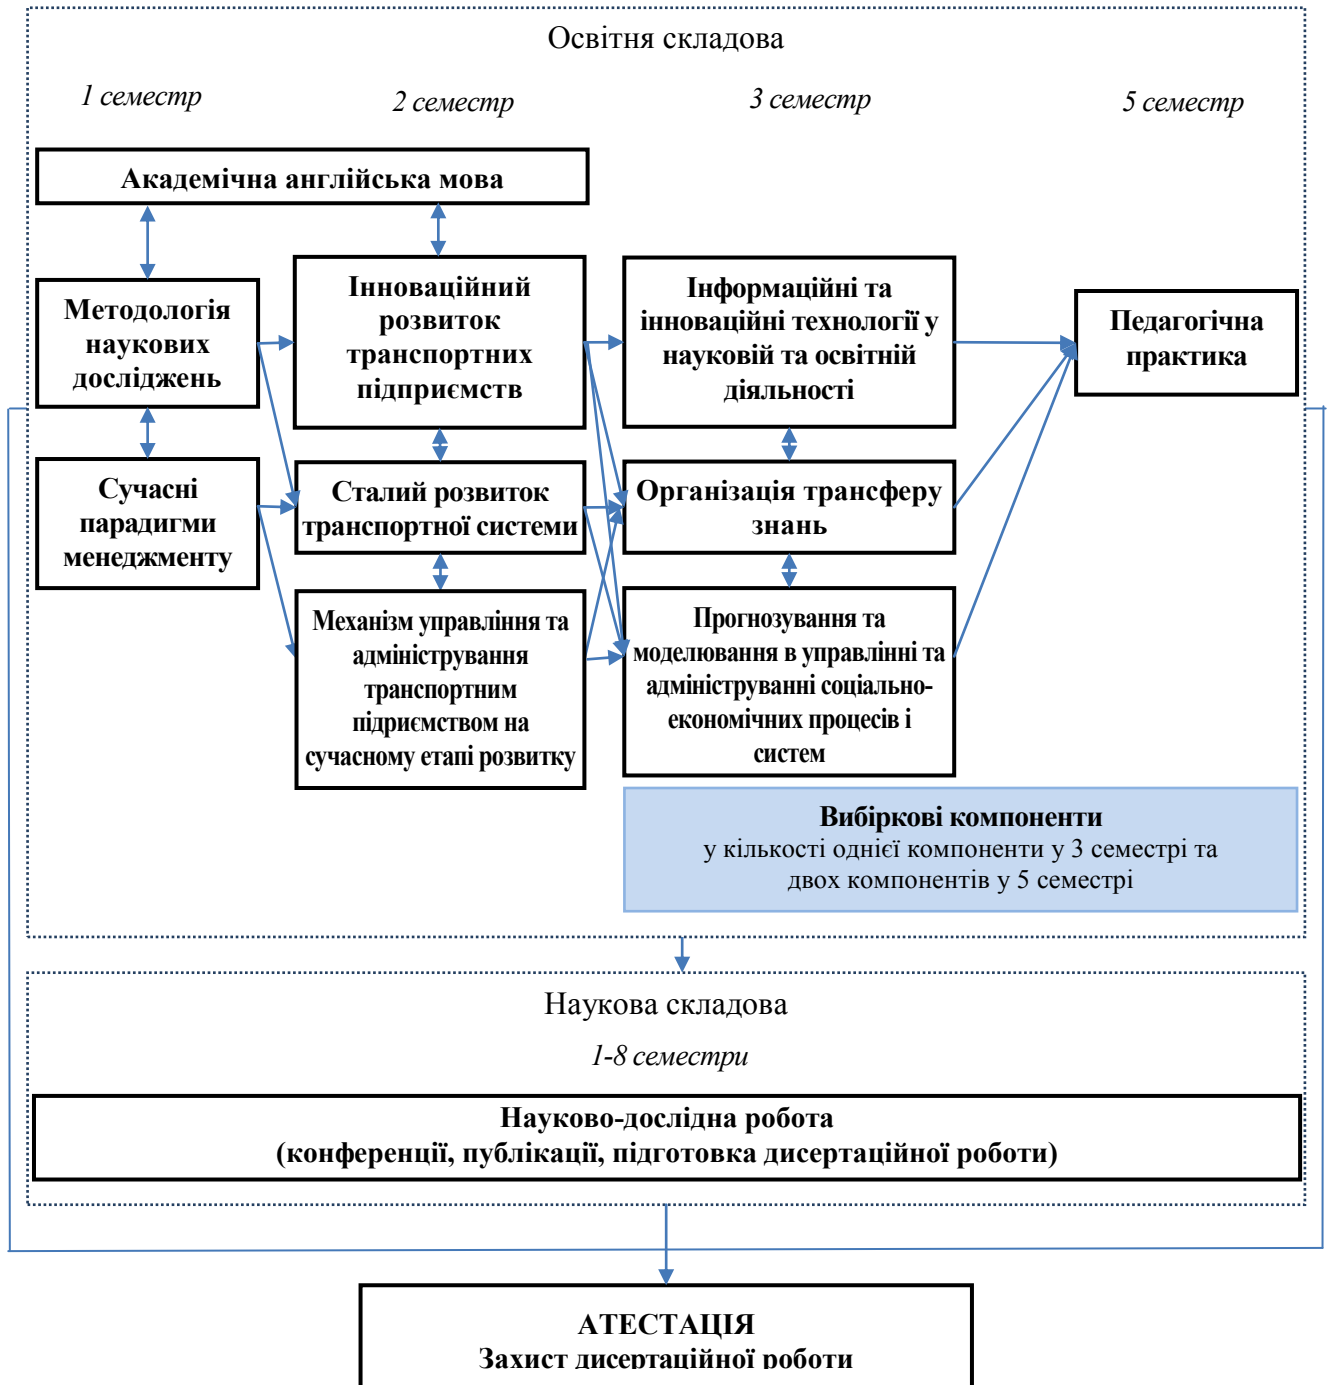 Освітня складова
1 семестр
2 семестр
3 семестр
5 семестр
Академічна англійська мова
Методологія
наукових
досліджень
Сучасні
парадигми
менеджменту
Інноваційний
розвиток
транспортних
підприємств
Сталий розвиток
транспортної системи
Механізм управління та
адміністрування
транспортним
підриємством на
сучасному етапі розвитку
Інформаційні та
інноваційні технології у
науковій та освітній
діяльності
Організація трансферу
знань
Прогнозування та
моделювання в управлінні та
адмініструванні соціально-
економічних процесів і
систем
Педагогічна
практика
Вибіркові компоненти
у кількості однієї компоненти у 3 семестрі та
двох компонентів у 5 семестрі
Наукова складова
1-8 семестри
Науково-дослідна робота
(конференції, публікації, підготовка дисертаційної роботи)
АТЕСТАЦІЯ
Захист дисертаційної роботи